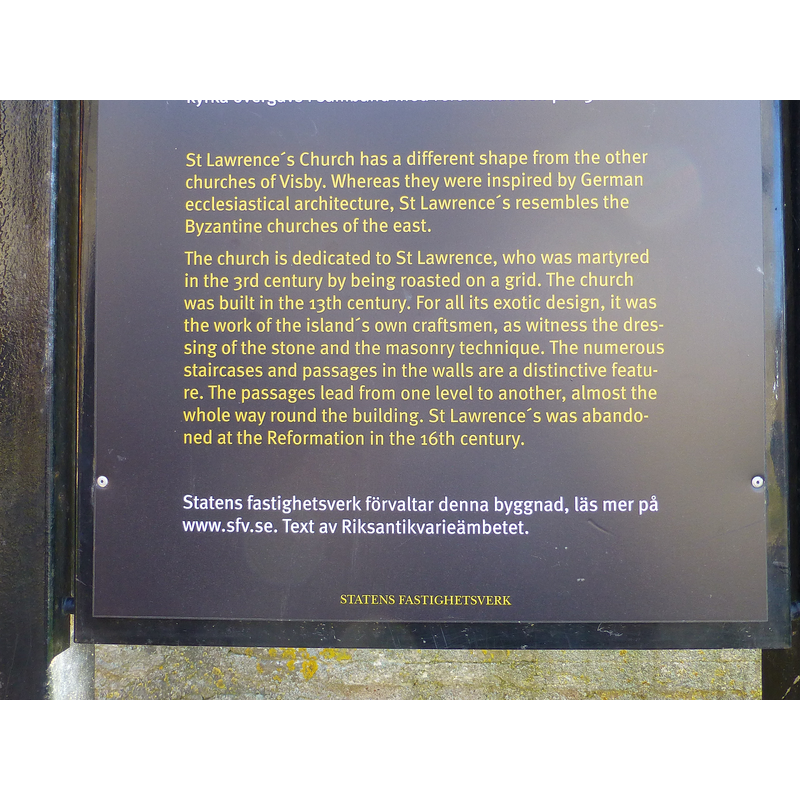 St Lawrence´s Church has a different shape from the other
churches of Visby. Whereas they were inspired by German
ecclesiastical architecture, St Lawrence´s resembles the
Byzantine churches of the east.
The church is dedicated to St Lawrence, who was martyred
in the 3rd century by being roasted on a grid. The church
was built in the 13th century. For all its exotic design, it was
the work of the island´s own craftsmen, as witness the dres-
sing of the stone and the masonry technique. The numerous
staircases and passages in the walls are a distinctive featu-
re. The passages lead from one level to another, almost the
whole way round the building. St Lawrence´s was abando-
ned at the Reformation in the 16th century.
Statens fastighetsverk förvaltar denna byggnad, läs mer på
www.sfv.se. Text av Riksantikvarieämbetet.
STATENS FASTIGHETSVERK